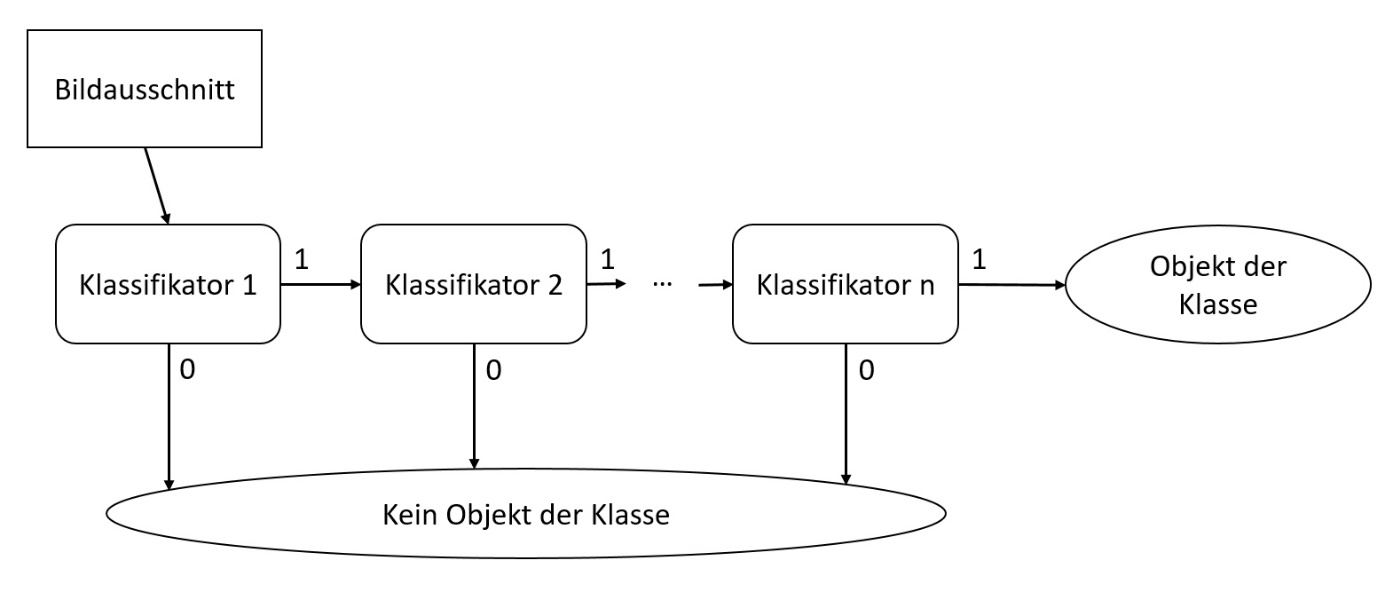 Bildausschnitt
Klassifikator 1
1
Klassifikator 2
1
...
Klassifikator n
1
Objekt der
Klasse
0
0
0
Kein Objekt der Klasse